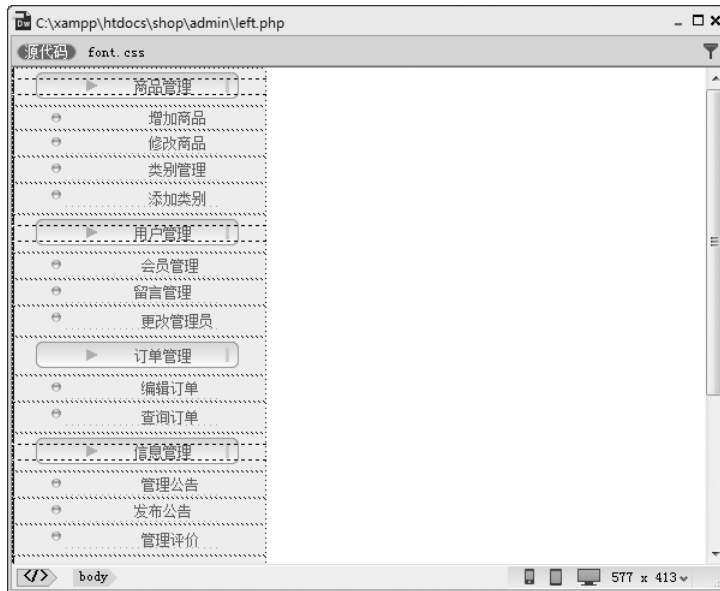 Dw C:\xampp\htdocs\shop\admin\left.php
源代码 font.css
商品管理
增加商品
修改商品
类别管理
添加类别
用户管理
会员管理
留言管理
更改管理员
订单管理
编辑订单
查询订单
信息管理
管理公告
发布公告
管理评价
</> body 577 x 413